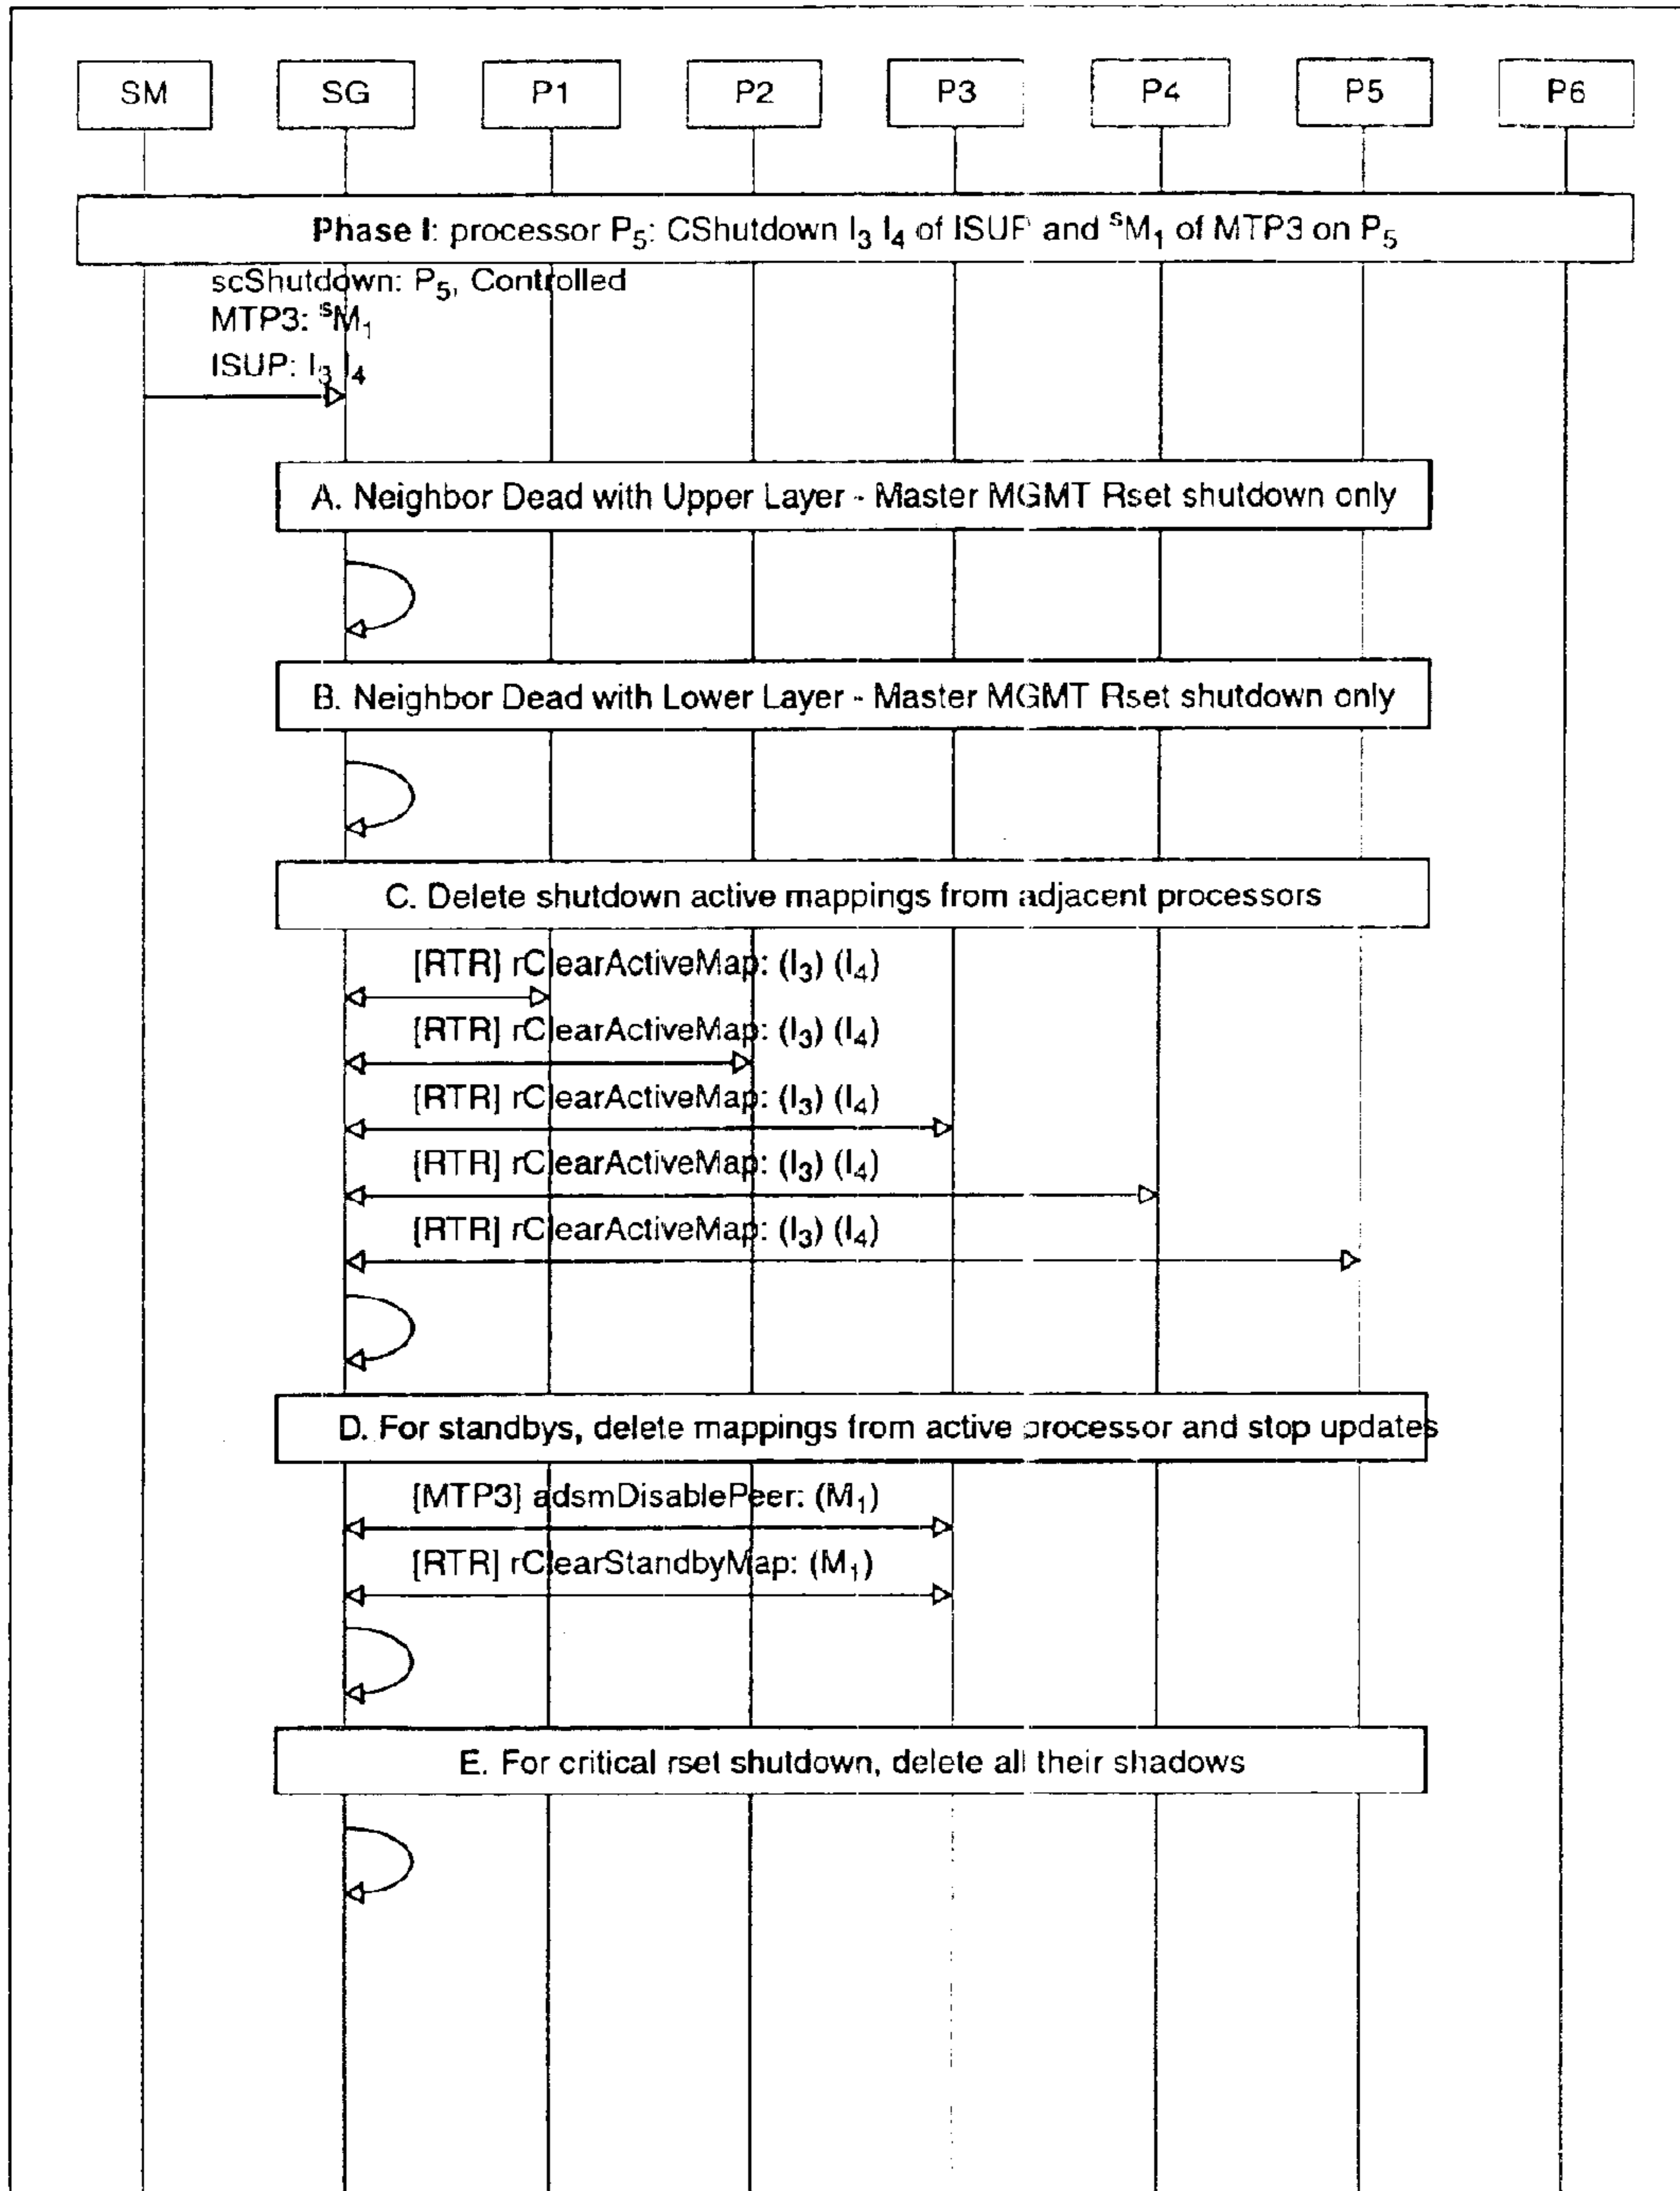 SM SG P1 P2 P3 P4 P5 P6
Phase I: processor P₅: CShutdown I₃ I₄ of ISUP and ˢM₁ of MTP3 on P₅
scShutdown: P₅, Controlled
MTP3: ˢM₁
ISUP: I₃ I₄
A. Neighbor Dead with Upper Layer - Master MGMT Rset shutdown only
B. Neighbor Dead with Lower Layer - Master MGMT Rset shutdown only
C. Delete shutdown active mappings from adjacent processors
[RTR] rClearActiveMap: (I₃) (I₄)
[RTR] rClearActiveMap: (I₃) (I₄)
[RTR] rClearActiveMap: (I₃) (I₄)
[RTR] rClearActiveMap: (I₃) (I₄)
[RTR] rClearActiveMap: (I₃) (I₄)
D. For standbys, delete mappings from active processor and stop updates
[MTP3] adsmDisablePeer: (M₁)
[RTR] rClearStandbyMap: (M₁)
E. For critical rset shutdown, delete all their shadows